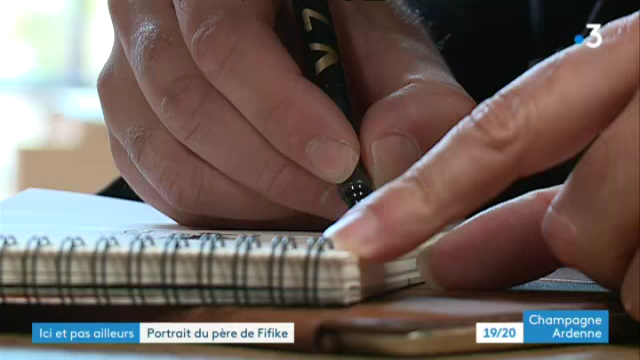 3
Ici et pas ailleurs
Portrait du père de Fifike
19/20
Champagne
Ardenne